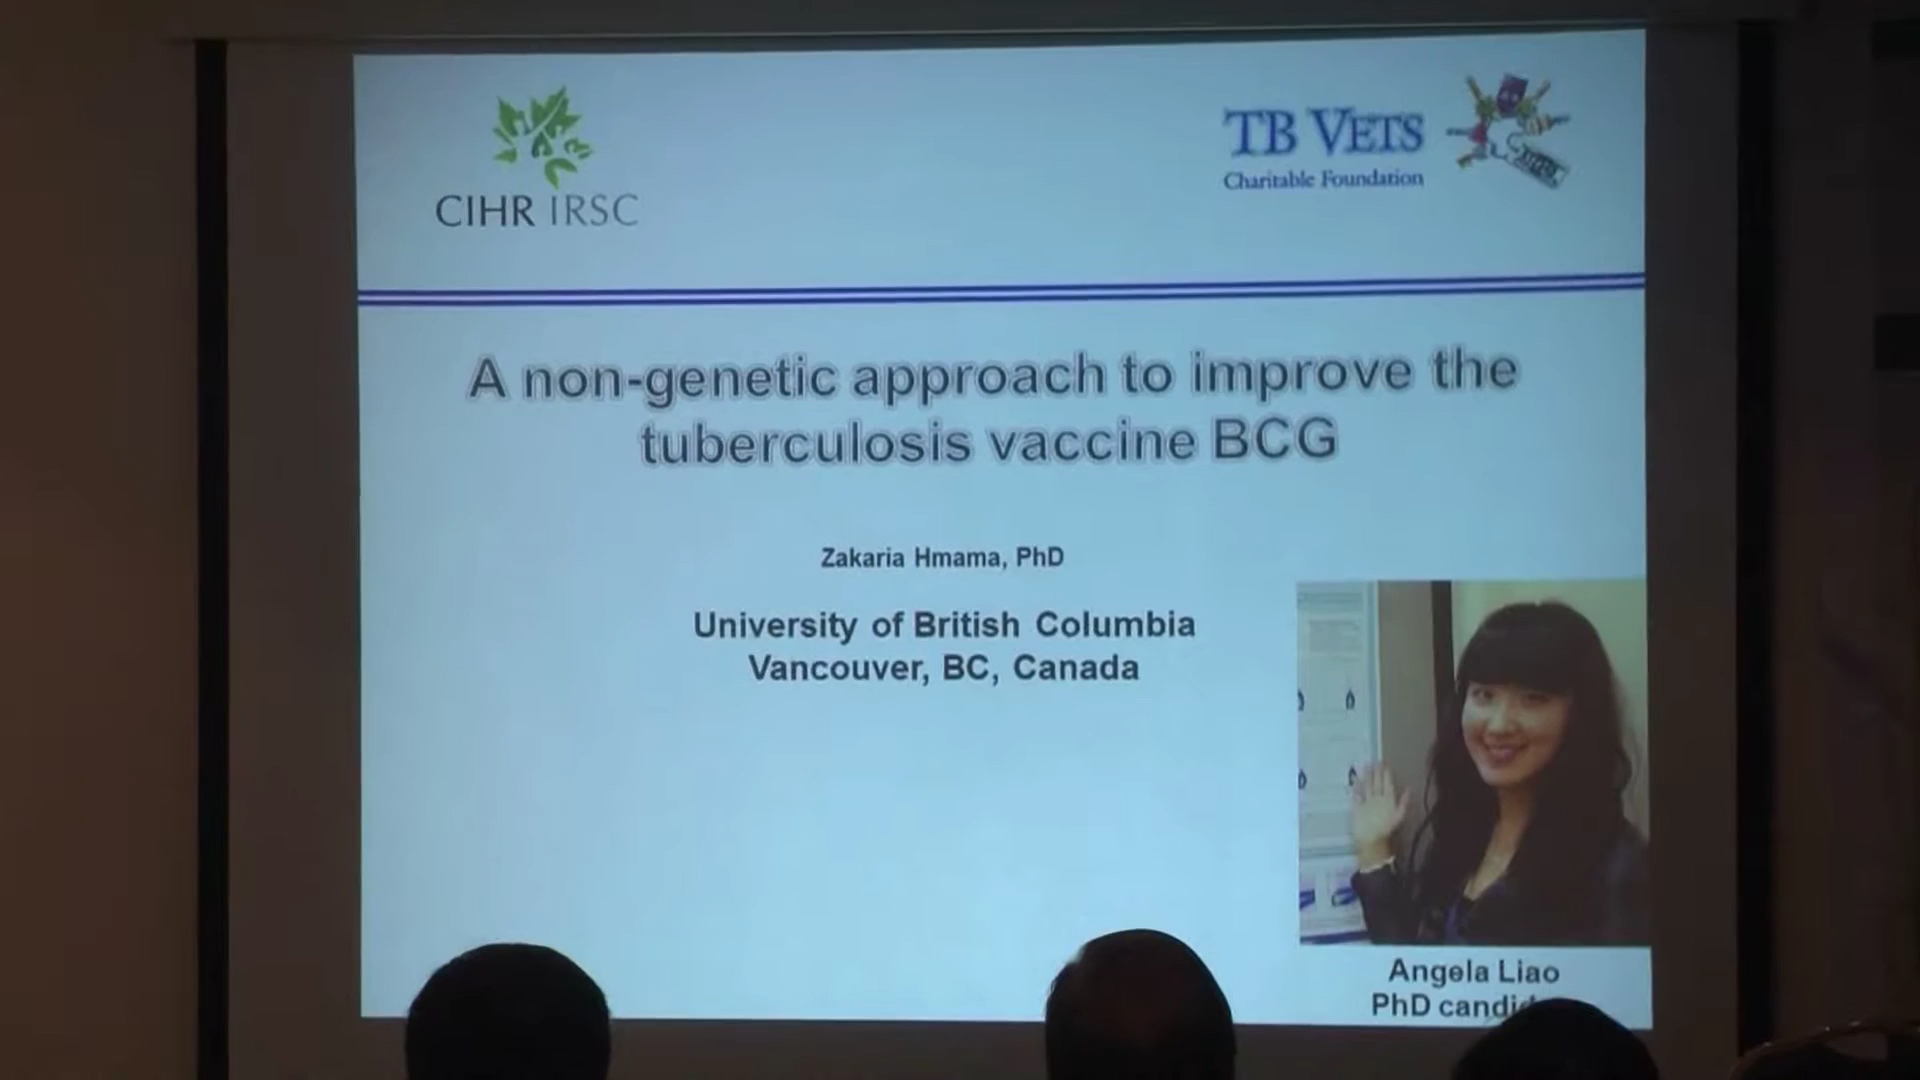 CIHR IRSC
TB VETS
Charitable Foundation
A non-genetic approach to improve the
tuberculosis vaccine BCG
Zakaria Hmama, PhD
University of British Columbia
Vancouver, BC, Canada
Angela Liao
PhD